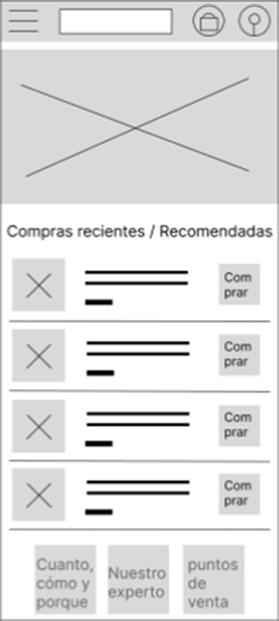 Compras recientes / Recomendadas
Com
prar
Com
prar
Com
prar
Com
prar
Cuanto,
cómo y
porque
Nuestro
experto
puntos
de
venta